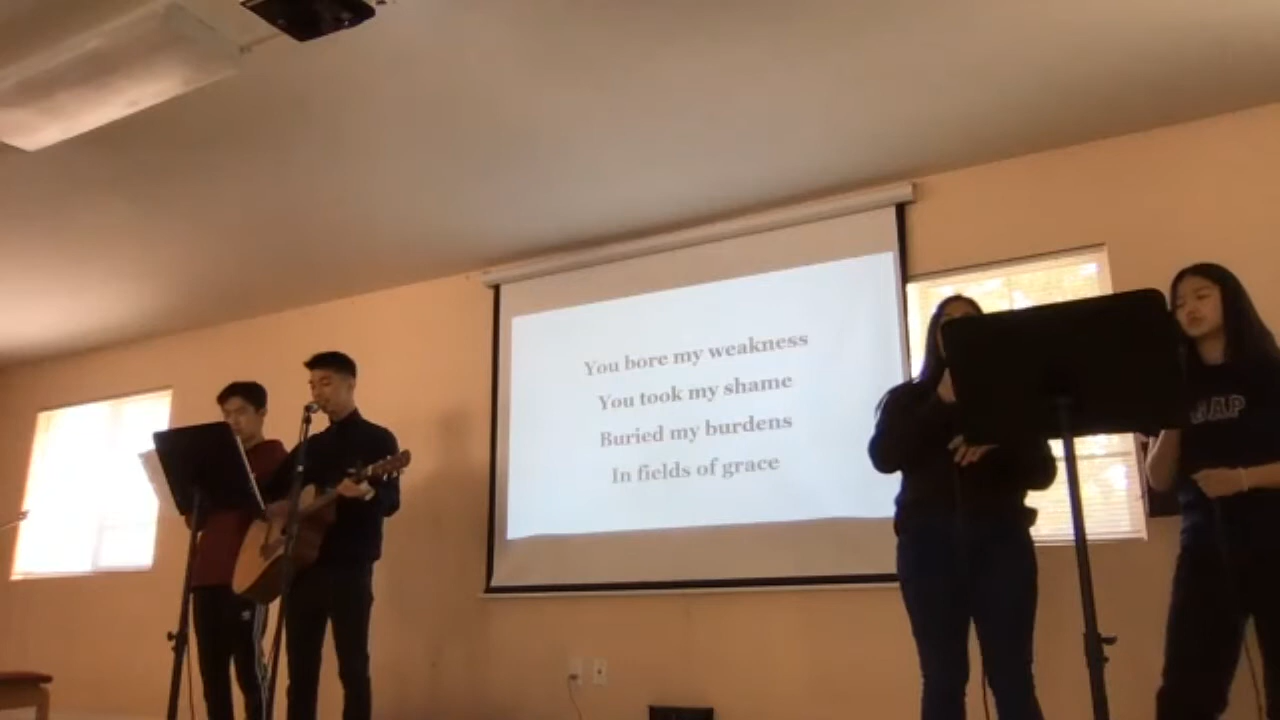 You bore my weakness
You took my shame
Buried my burdens
In fields of grace
GAP